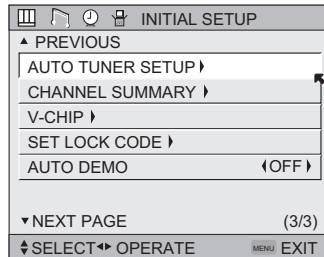 INITIAL SETUP
PREVIOUS
AUTO TUNER SETUP
CHANNEL SUMMARY
V-CHIP
SET LOCK CODE
AUTO DEMO OFF
NEXT PAGE (3/3)
SELECT OPERATE MENU EXIT